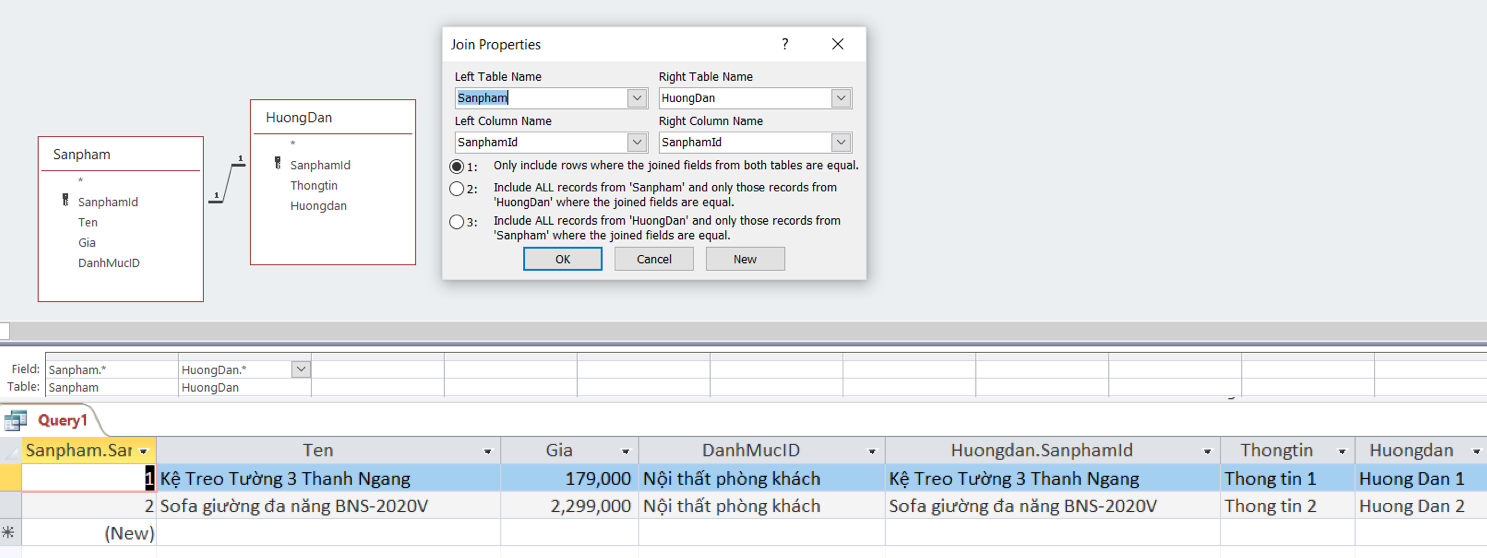 Join Properties
?
Left Table Name
Right Table Name
Sanpham
HuongDan
Left Column Name
Right Column Name
SanphamId
SanphamId
1: Only include rows where the joined fields from both tables are equal.
2: Include ALL records from 'Sanpham' and only those records from
'HuongDan' where the joined fields are equal.
3: Include ALL records from 'HuongDan' and only those records from
'Sanpham' where the joined fields are equal.
OK
Cancel
New
Sanpham
*
SanphamId
Ten
Gia
DanhMucID
1
1
HuongDan
*
SanphamId
Thongtin
Huongdan
Field: Sanpham.* HuongDan.*
Table: Sanpham HuongDan
Query1
Sanpham.Sar Ten Gia DanhMucID Huongdan.SanphamId Thongtin Huongdan
1 Kệ Treo Tường 3 Thanh Ngang 179,000 Nội thất phòng khách Kệ Treo Tường 3 Thanh Ngang Thong tin 1 Huong Dan 1
2 Sofa giường đa năng BNS-2020V 2,299,000 Nội thất phòng khách Sofa giường đa năng BNS-2020V Thong tin 2 Huong Dan 2
(New)